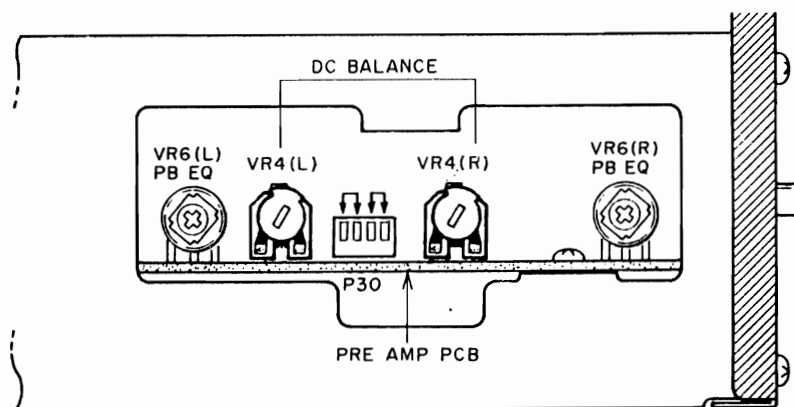 DC BALANCE
VR6(L)
PB EQ
VR4(L)
VR4(R)
VR6(R)
PB EQ
P30
PRE AMP PCB